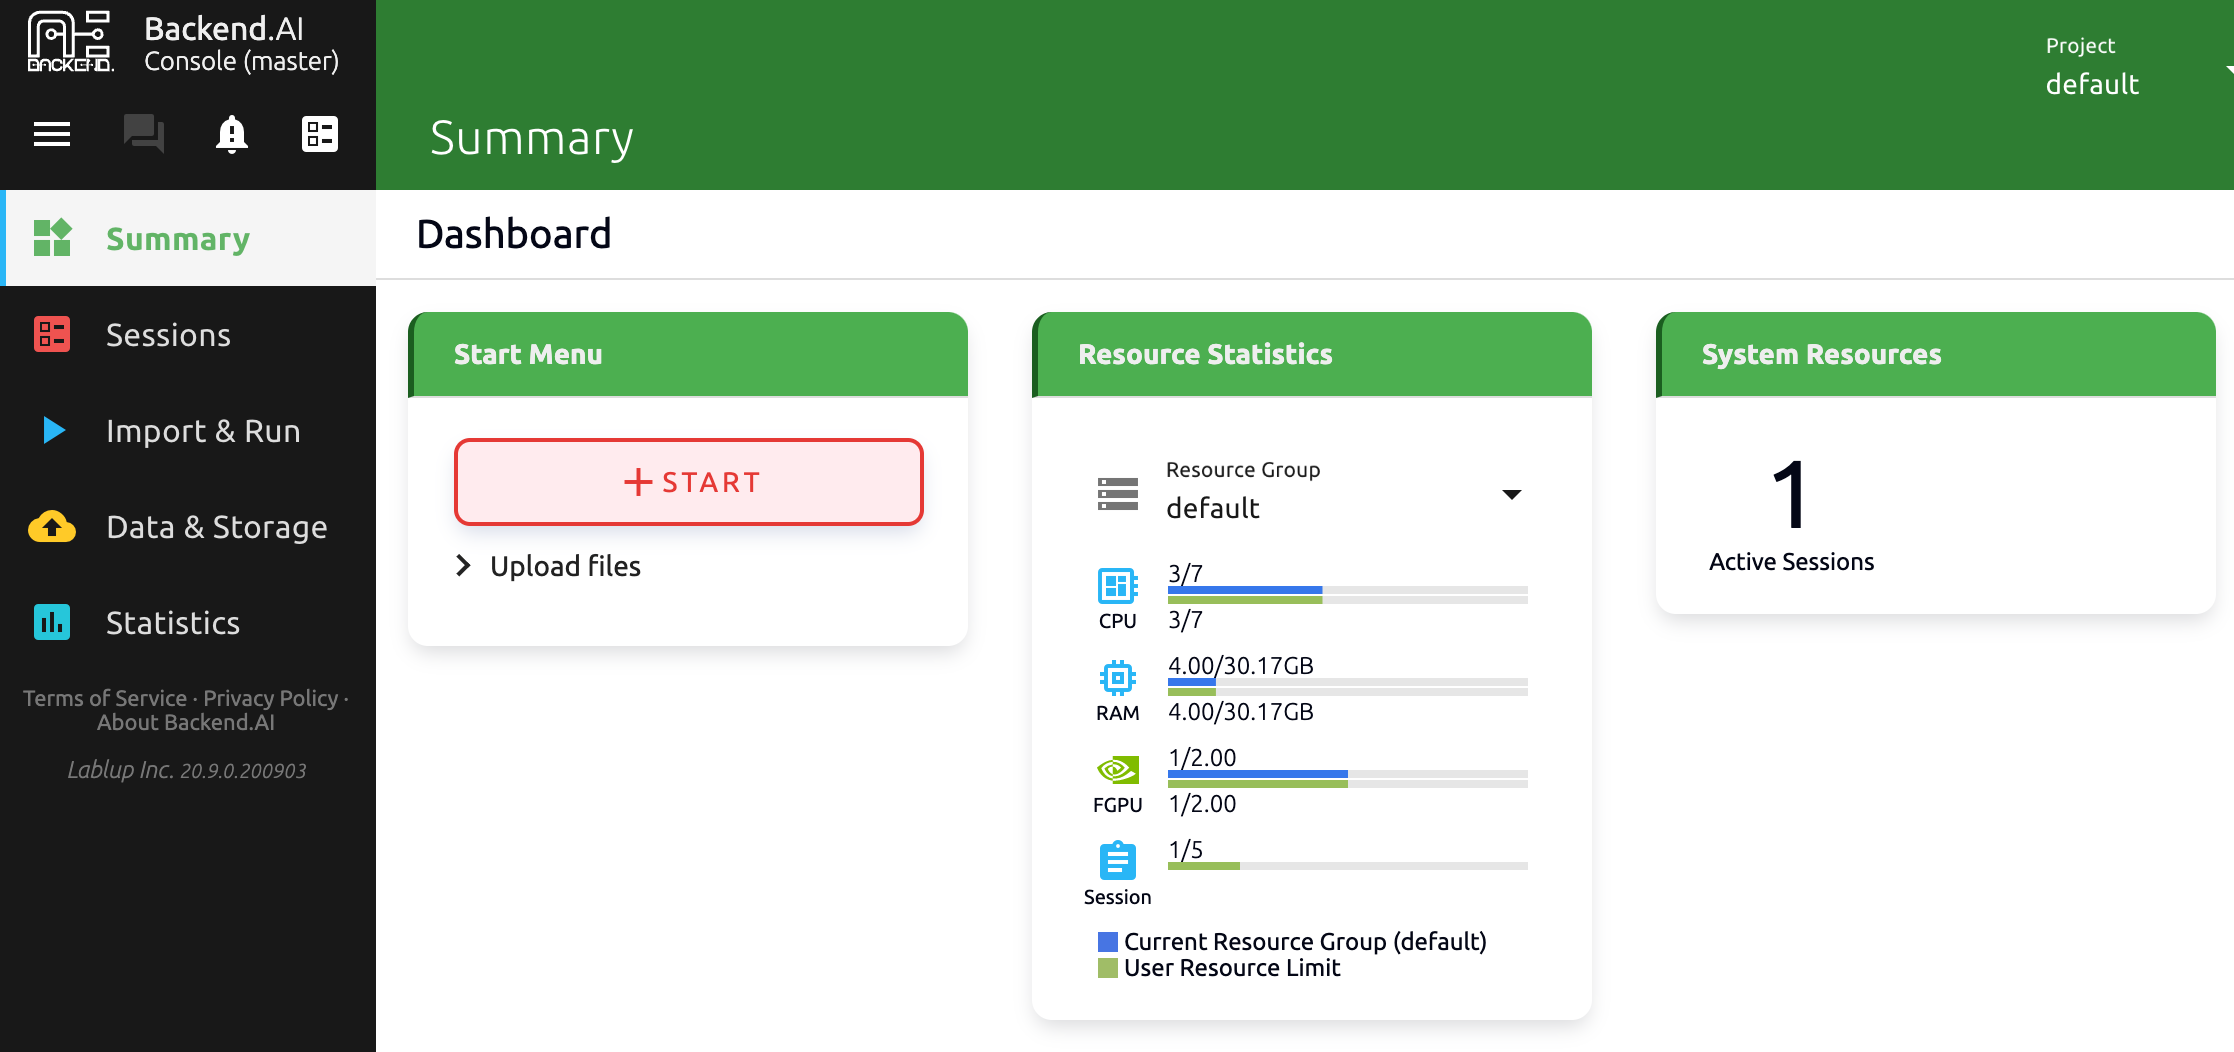 BACKEND.
Backend.AI
Console (master)
Summary
Sessions
Import & Run
Data & Storage
Statistics
Terms of Service · Privacy Policy ·
About Backend.AI
Lablup Inc. 20.9.0.200903
Project
default
Summary
Dashboard
Start Menu
START
Upload files
Resource Statistics
Resource Group
default
CPU
3/7
3/7
RAM
4.00/30.17GB
4.00/30.17GB
FGPU
1/2.00
1/2.00
Session
1/5
Current Resource Group (default)
User Resource Limit
System Resources
1
Active Sessions